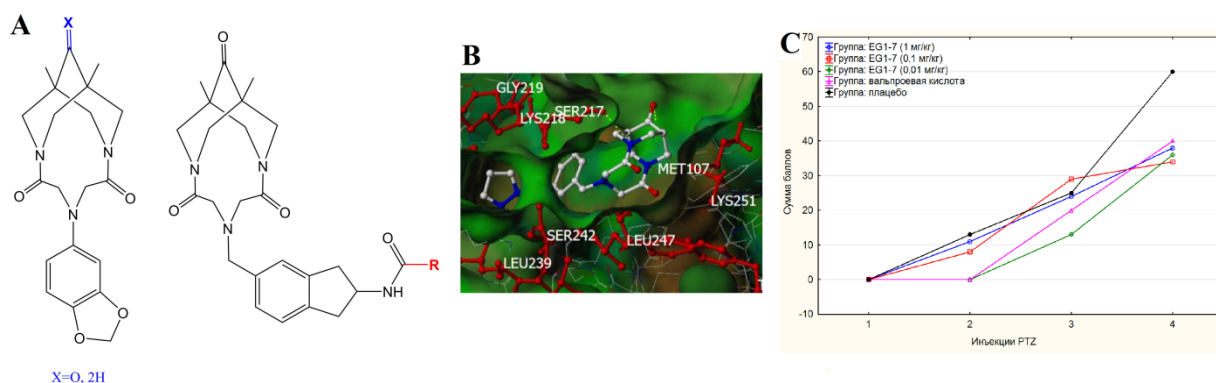 A
X
O
N
N
O
O
N
O
O
X=O, 2H
O
N
N
O
O
N
O
R
NH
B
GLY219
LYS218
SER217
MET107
LYS251
SER242
LEU247
LEU239
C
70
60
50
40
30
20
10
0
-10
Сумма баллов
Группа: EG1-7 (1 мг/кг)
Группа: EG1-7 (0,1 мг/кг)
Группа: EG1-7 (0,01 мг/кг)
Группа: вальпроевая кислота
Группа: плацебо
1 2 3 4
Инъекции PTZ